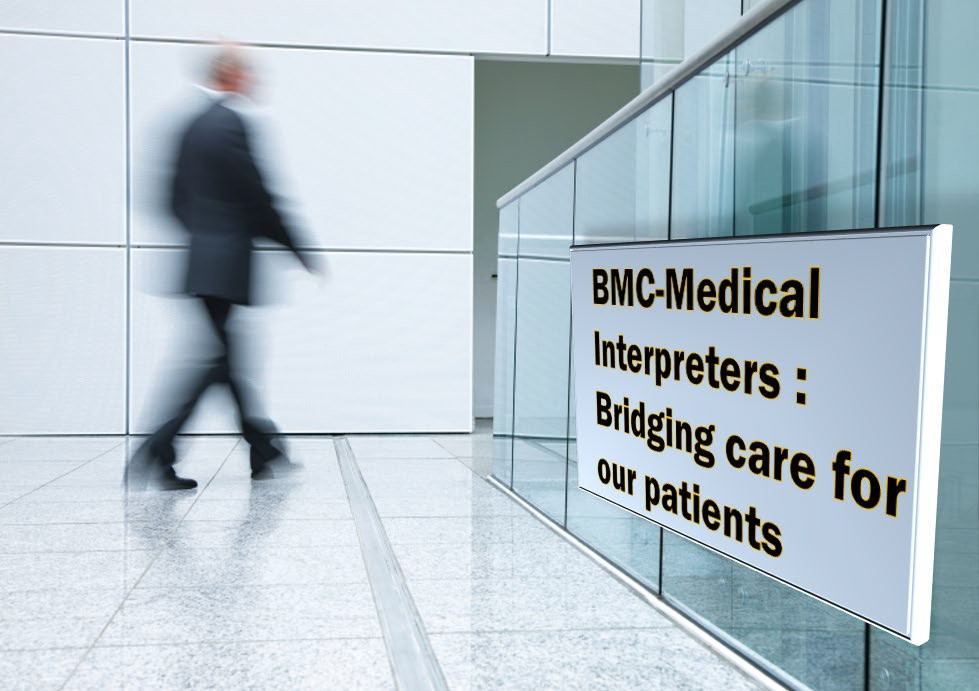 BMC-Medical
Interpreters :
Bridging care for
our patients